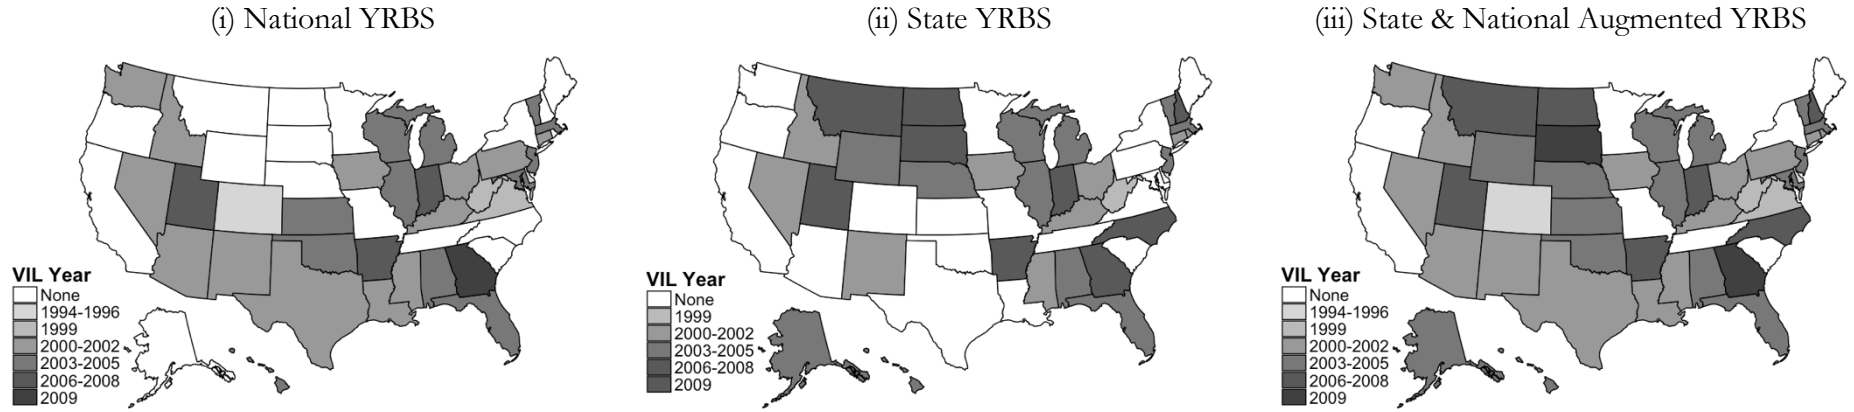 (i) National YRBS
VIL Year
None
1994-1996
1999
2000-2002
2003-2005
2006-2008
2009
(ii) State YRBS
VIL Year
None
1999
2000-2002
2003-2005
2006-2008
2009
(iii) State & National Augmented YRBS
VIL Year
None
1994-1996
1999
2000-2002
2003-2005
2006-2008
2009